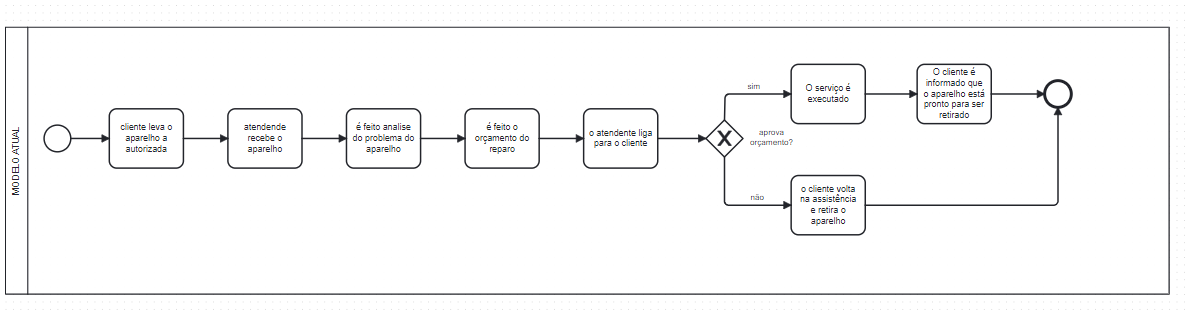 MODELO ATUAL
cliente leva o
aparelho a
autorizada
atendende
recebe o
aparelho
é feito analise
do problema do
aparelho
é feito o
orçamento do
reparo
o atendente liga
para o cliente
aprova
orçamento?
sim
O serviço é
executado
O cliente é
informado que
o aparelho está
pronto para ser
retirado
não
o cliente volta
na assistência
e retira o
aparelho